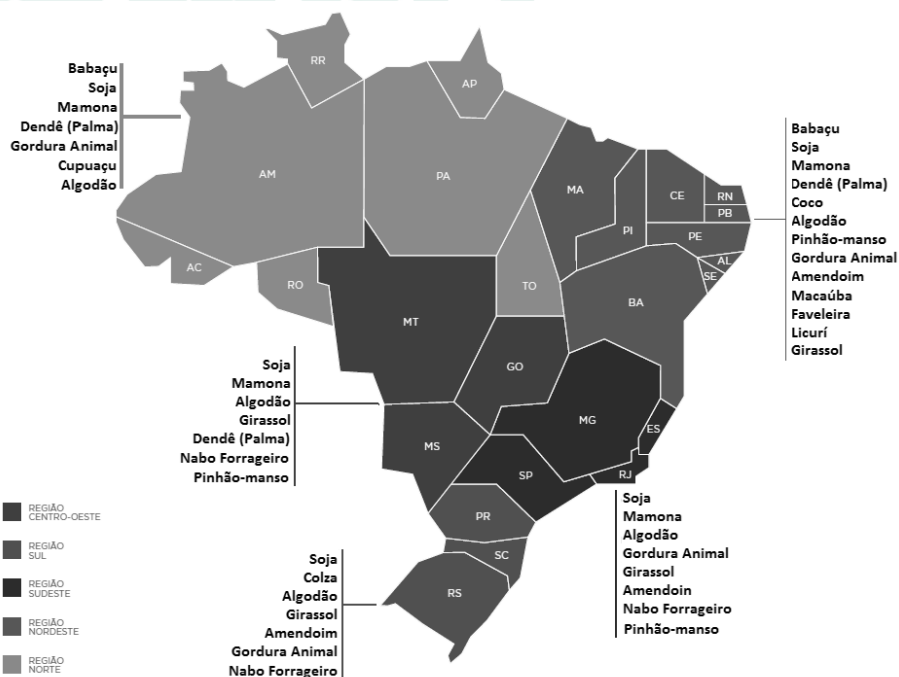 RR
AP
Babaçu
Soja
Mamona
Dendê (Palma)
Gordura Animal
Cupuaçu
Algodão
AM
PA
MA
CE
RN
PB
PI
PE
AL
SE
AC
RO
TO
BA
MT
GO
MG
ES
MS
SP
RJ
PR
SC
RS
Babaçu
Soja
Mamona
Dendê (Palma)
Coco
Algodão
Pinhão-manso
Gordura Animal
Amendoim
Macaúba
Faveleira
Licurí
Girassol
Soja
Mamona
Algodão
Girassol
Dendê (Palma)
Nabo Forrageiro
Pinhão-manso
Soja
Mamona
Algodão
Gordura Animal
Girassol
Amendoin
Nabo Forrageiro
Pinhão-manso
Soja
Colza
Algodão
Girassol
Amendoim
Gordura Animal
Nabo Forrageiro
REGIÃO
CENTRO-OESTE
REGIÃO
SUL
REGIÃO
SUDESTE
REGIÃO
NORDESTE
REGIÃO
NORTE